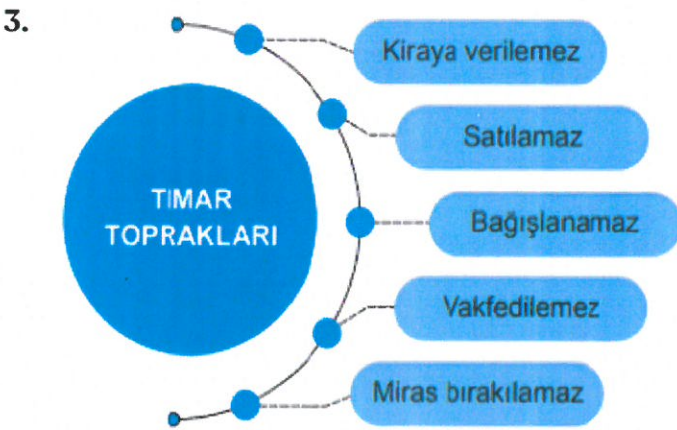 3.
TIMAR
TOPRAKLARI
Kiraya verilemez
Satılamaz
Bağışlanamaz
Vakfedilemez
Miras bırakılamaz